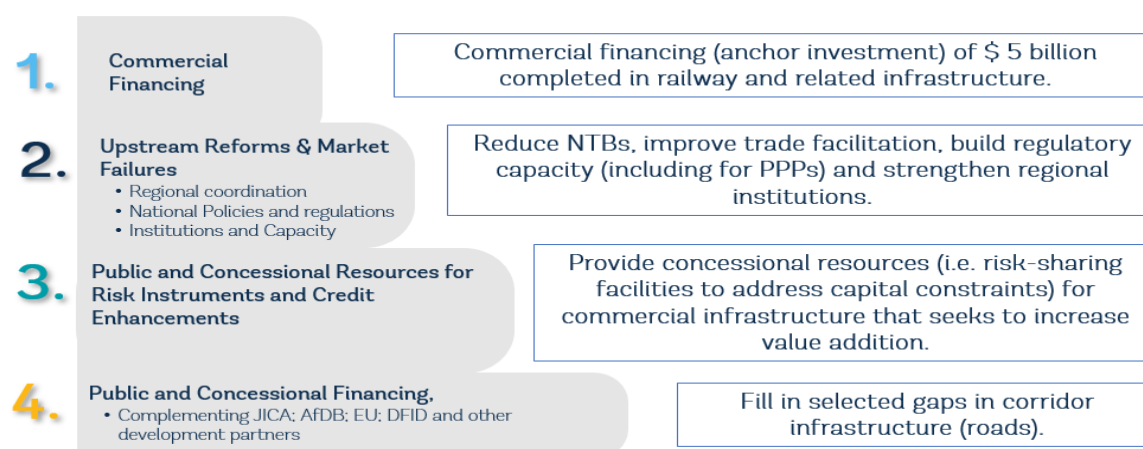 1.
Commercial
Financing
Commercial financing (anchor investment) of $ 5 billion
completed in railway and related infrastructure.
2.
Upstream Reforms & Market
Failures
• Regional coordination
• National Policies and regulations
• Institutions and Capacity
Reduce NTBs, improve trade facilitation, build regulatory
capacity (including for PPPs) and strengthen regional
institutions.
3.
Public and Concessional Resources for
Risk Instruments and Credit
Enhancements
Provide concessional resources (i.e. risk-sharing
facilities to address capital constraints) for
commercial infrastructure that seeks to increase
value addition.
4.
Public and Concessional Financing,
• Complementing JICA; AfDB; EU; DFID and other
development partners
Fill in selected gaps in corridor
infrastructure (roads).